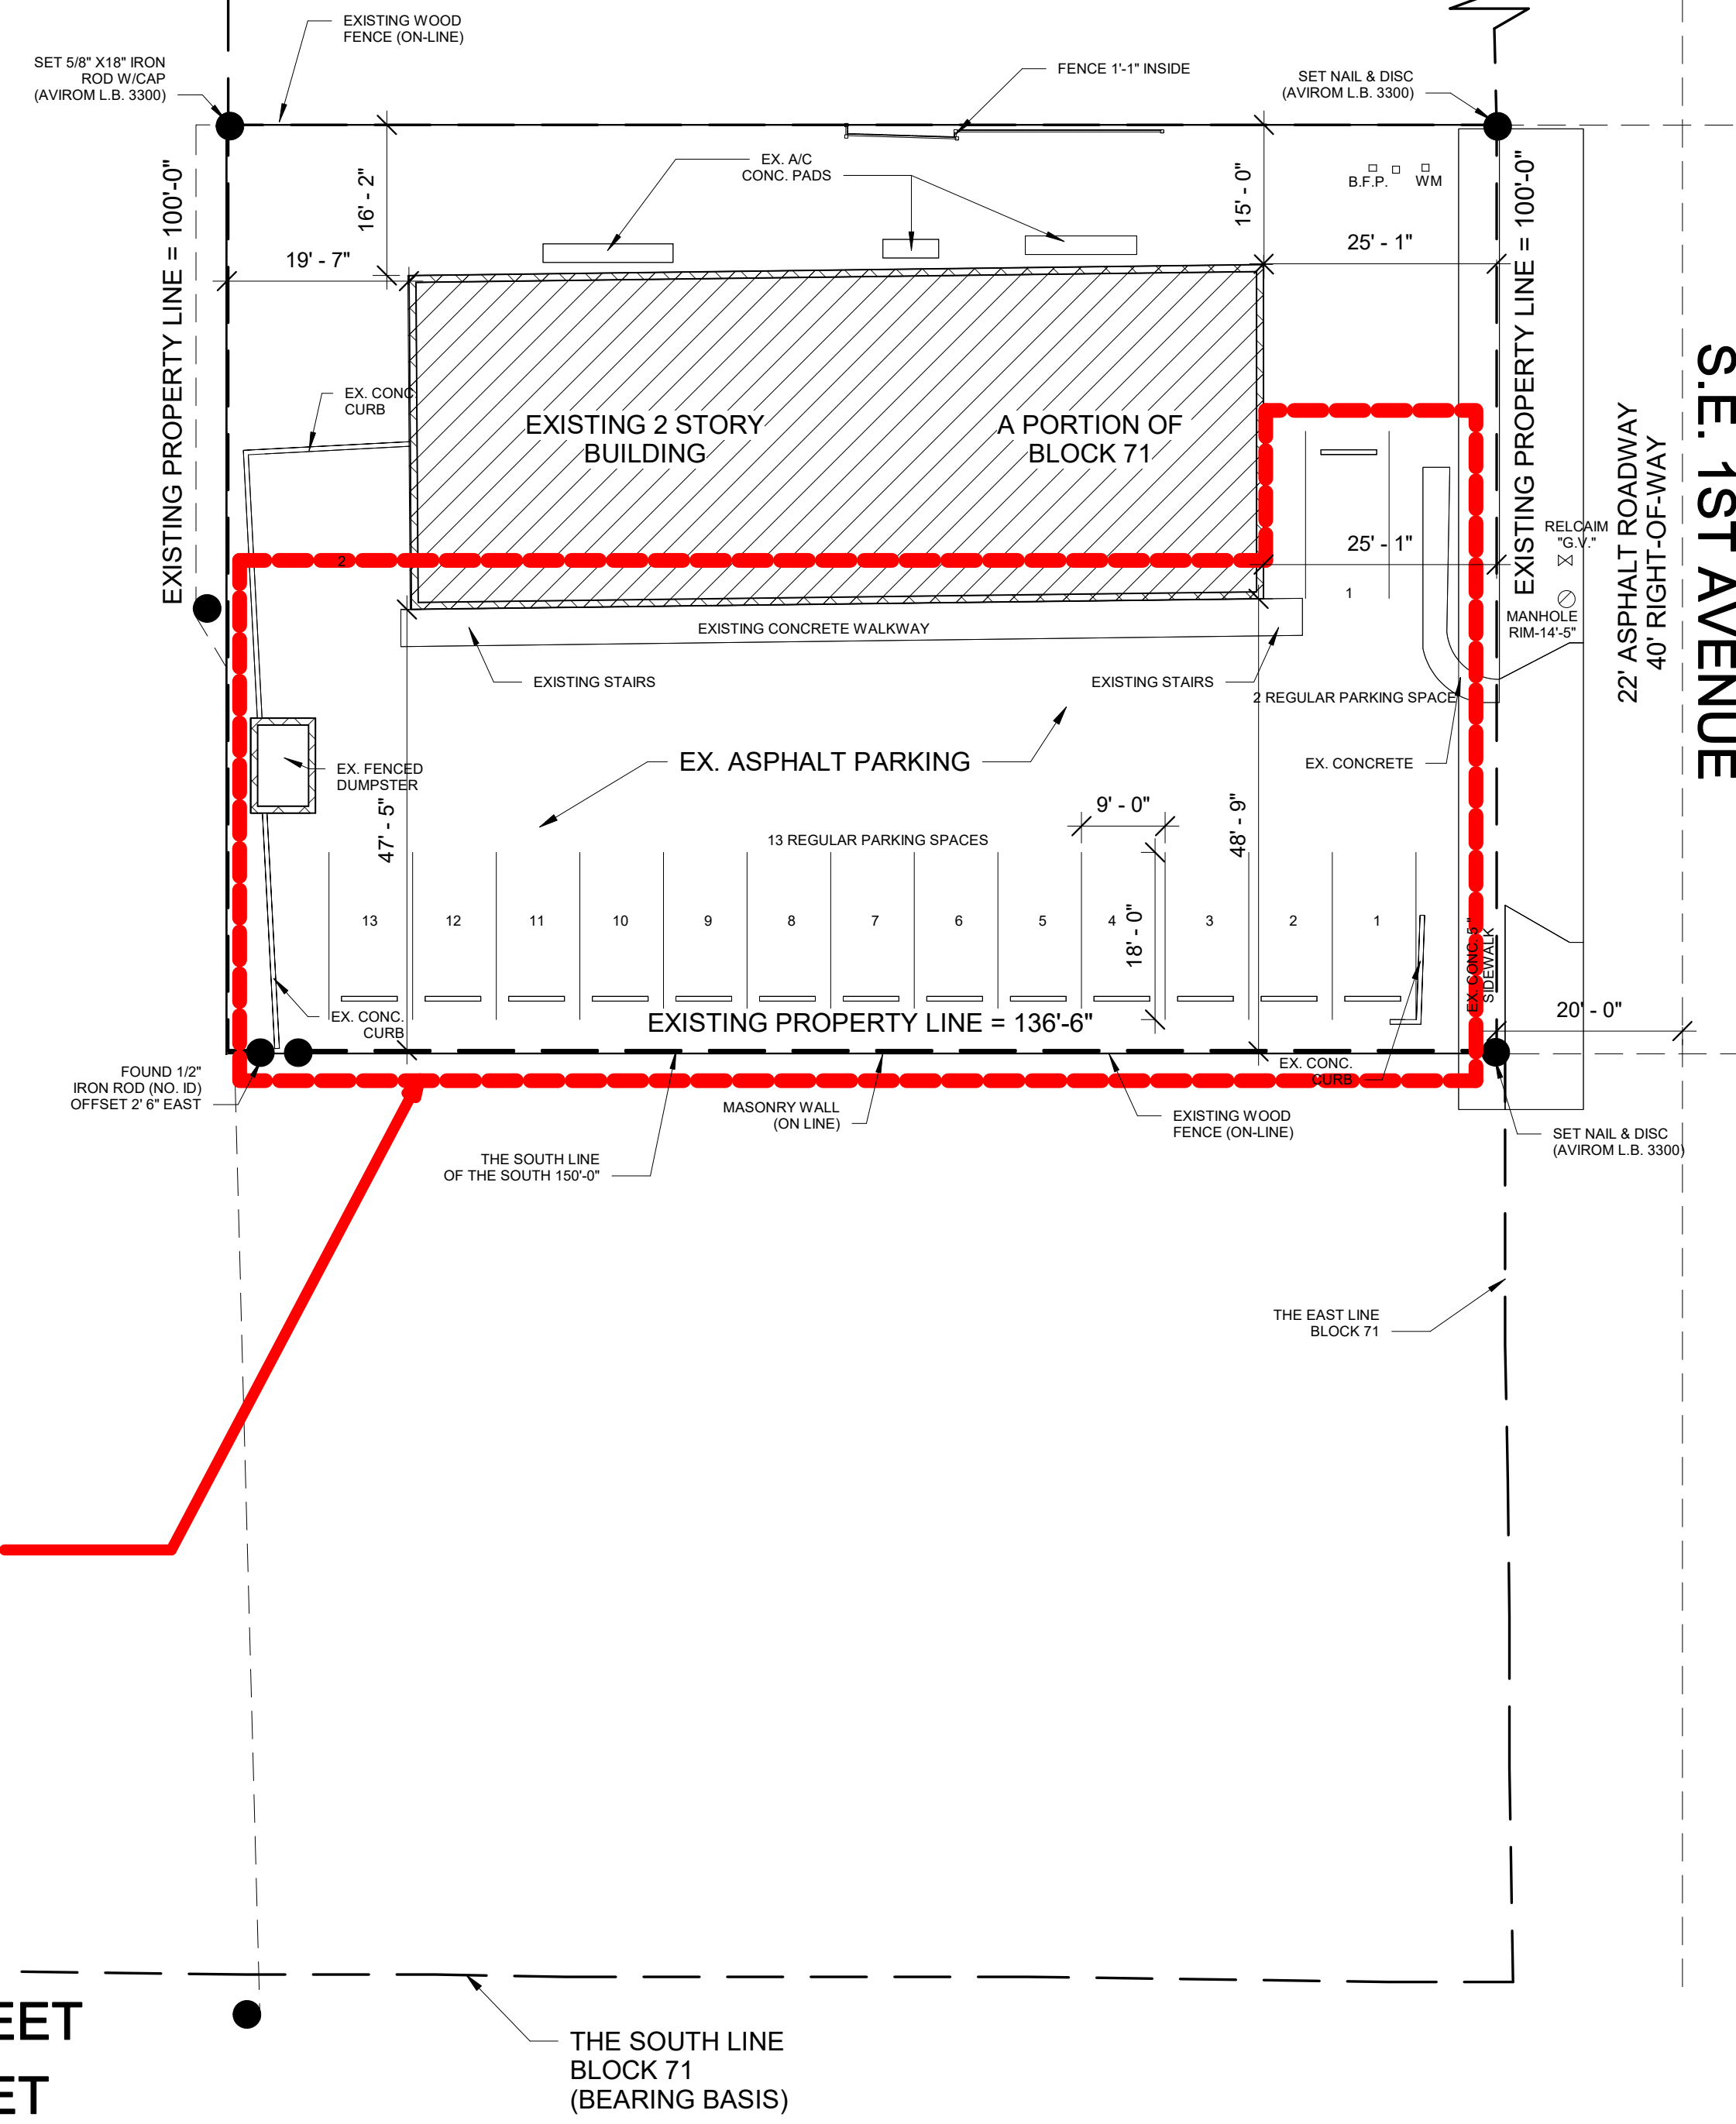 EXISTING WOOD
FENCE (ON-LINE)
SET 5/8" X18" IRON
ROD W/CAP
(AVIROM L.B. 3300)
FENCE 1'-1" INSIDE
SET NAIL & DISC
(AVIROM L.B. 3300)
EX. A/C
CONC. PADS
B.F.P.
WM
16' - 2"
15' - 0"
19' - 7"
25' - 1"
EXISTING PROPERTY LINE = 100'-0"
EXISTING PROPERTY LINE = 100'-0"
EX. CONC.
CURB
EXISTING 2 STORY
BUILDING
A PORTION OF
BLOCK 71
S.E. 1ST AVENUE
22' ASPHALT ROADWAY
40' RIGHT-OF-WAY
RELCAIM
"G.V."
2
25' - 1"
1
MANHOLE
RIM-14'-5"
EXISTING CONCRETE WALKWAY
EXISTING STAIRS
EXISTING STAIRS
2 REGULAR PARKING SPACE
EX. ASPHALT PARKING
EX. CONCRETE
EX. FENCED
DUMPSTER
47' - 5"
48' - 9"
9' - 0"
13 REGULAR PARKING SPACES
13
12
11
10
9
8
7
6
5
4
3
2
1
18' - 0"
EX. CONC. 5"
SIDEWALK
20' - 0"
EX. CONC.
CURB
EXISTING PROPERTY LINE = 136'-6"
EX. CONC.
CURB
FOUND 1/2"
IRON ROD (NO. ID)
OFFSET 2' 6" EAST
MASONRY WALL
(ON LINE)
EXISTING WOOD
FENCE (ON-LINE)
SET NAIL & DISC
(AVIROM L.B. 3300)
THE SOUTH LINE
OF THE SOUTH 150'-0"
THE EAST LINE
BLOCK 71
THE SOUTH LINE
BLOCK 71
(BEARING BASIS)
EET
ET